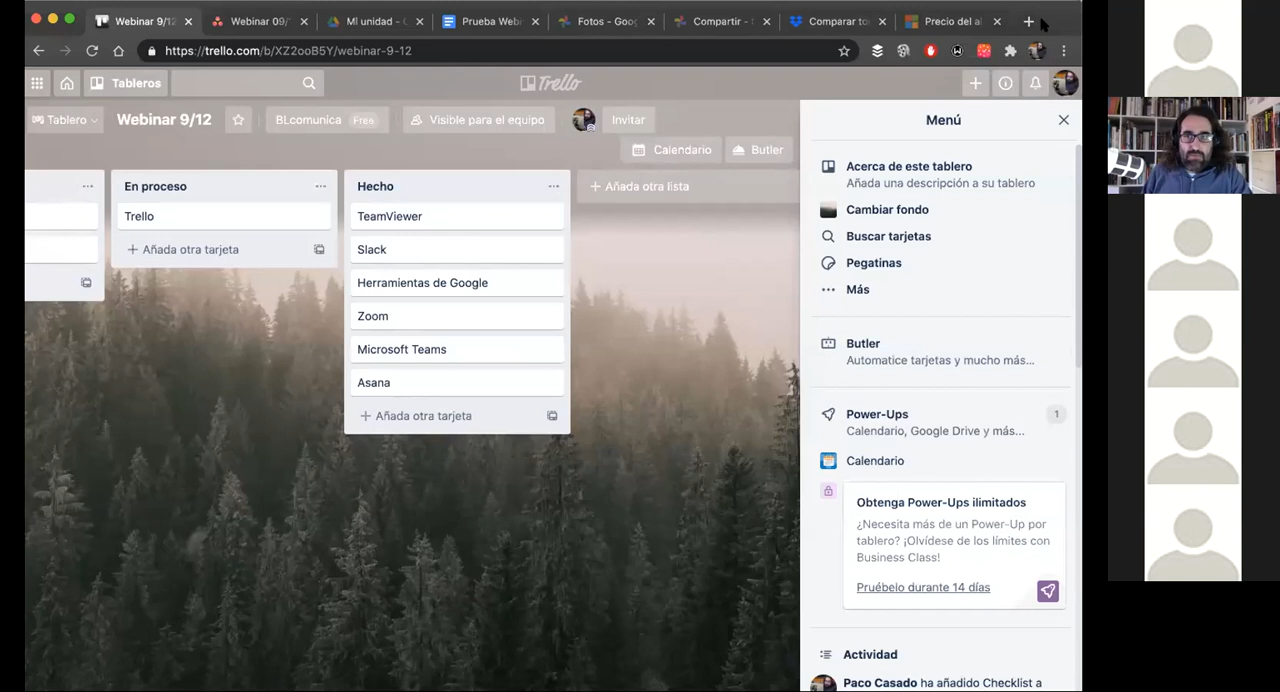 Webinar 9/12
Webinar 09/
Mi unidad - G
Prueba Webi
Fotos - Goog
Compartir -
Comparar to
Precio del al
https://trello.com/b/XZ2ooB5Y/webinar-9-12
Tableros
Trello
Tablero
Webinar 9/12
BLcomunica Free
Visible para el equipo
Invitar
Calendario
Butler
En proceso
Trello
+ Añada otra tarjeta
Hecho
TeamViewer
Slack
Herramientas de Google
Zoom
Microsoft Teams
Asana
+ Añada otra tarjeta
+ Añada otra lista
Menú
Acerca de este tablero
Añada una descripción a su tablero
Cambiar fondo
Buscar tarjetas
Pegatinas
Más
Butler
Automatice tarjetas y mucho más...
Power-Ups 1
Calendario, Google Drive y más...
Calendario
Obtenga Power-Ups ilimitados
¿Necesita más de un Power-Up por
tablero? ¡Olvídese de los límites con
Business Class!
Pruébelo durante 14 días
Actividad
Paco Casado ha añadido Checklist a